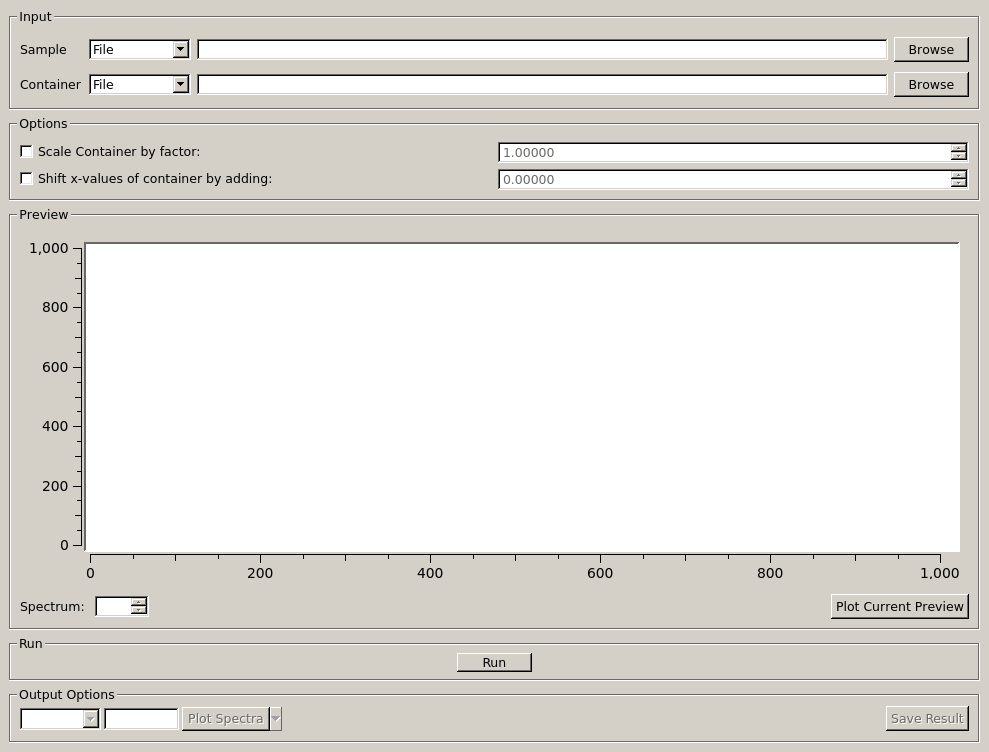 Input
Sample File Browse
Container File Browse
Options
Scale Container by factor: 1.00000
Shift x-values of container by adding: 0.00000
Preview
1,000
800
600
400
200
0
0 200 400 600 800 1,000
Spectrum: Plot Current Preview
Run
Run
Output Options
Plot Spectra Save Result